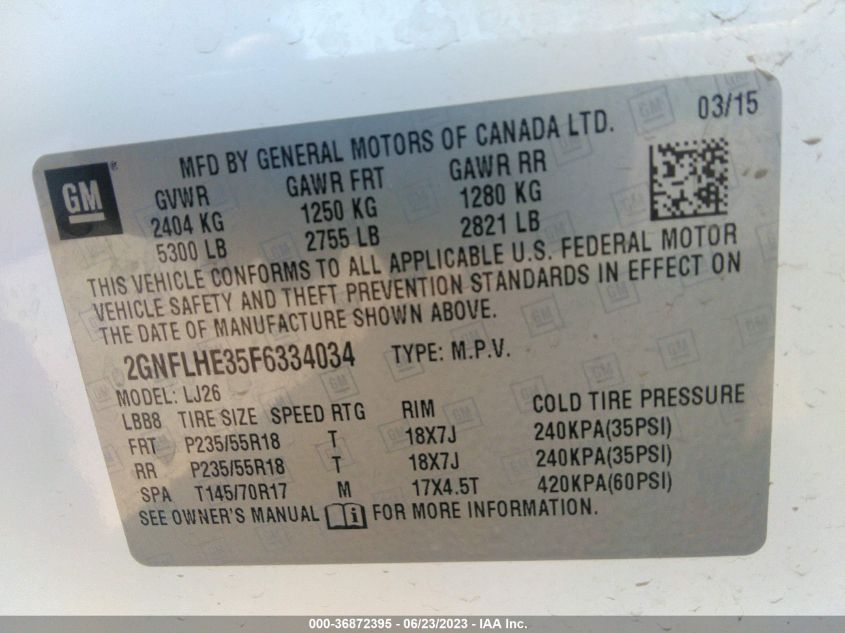 03/15
GM
MFD BY GENERAL MOTORS OF CANADA LTD.
GVWR GAWR FRT GAWR RR
2404 KG 1250 KG 1280 KG
5300 LB 2755 LB 2821 LB
THIS VEHICLE CONFORMS TO ALL APPLICABLE U.S. FEDERAL MOTOR
VEHICLE SAFETY AND THEFT PREVENTION STANDARDS IN EFFECT ON
THE DATE OF MANUFACTURE SHOWN ABOVE.
2GNFLHE35F6334034 TYPE: M.P.V.
MODEL: LJ26
LBB8 TIRE SIZE SPEED RTG RIM COLD TIRE PRESSURE
FRT P235/55R18 T 18X7J 240KPA(35PSI)
RR P235/55R18 T 18X7J 240KPA(35PSI)
SPA T145/70R17 M 17X4.5T 420KPA(60PSI)
SEE OWNER'S MANUAL FOR MORE INFORMATION.
000-36872395 - 06/23/2023 - IAA Inc.